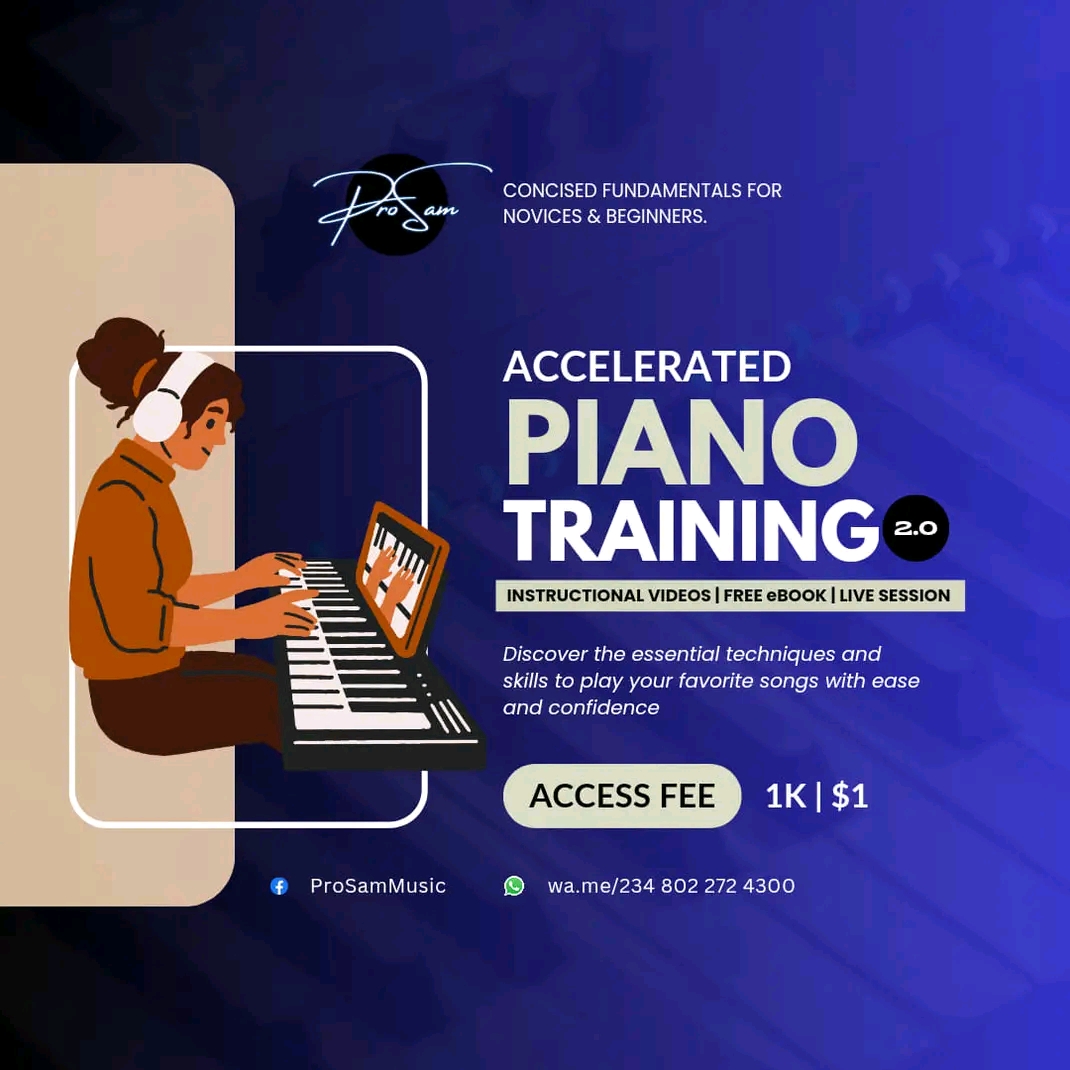 ProSam
CONCISED FUNDAMENTALS FOR
NOVICES & BEGINNERS.
ACCELERATED
PIANO
TRAINING 2.0
INSTRUCTIONAL VIDEOS | FREE eBOOK | LIVE SESSION
Discover the essential techniques and
skills to play your favorite songs with ease
and confidence
ACCESS FEE 1K | $1
ProSamMusic wa.me/234 802 272 4300